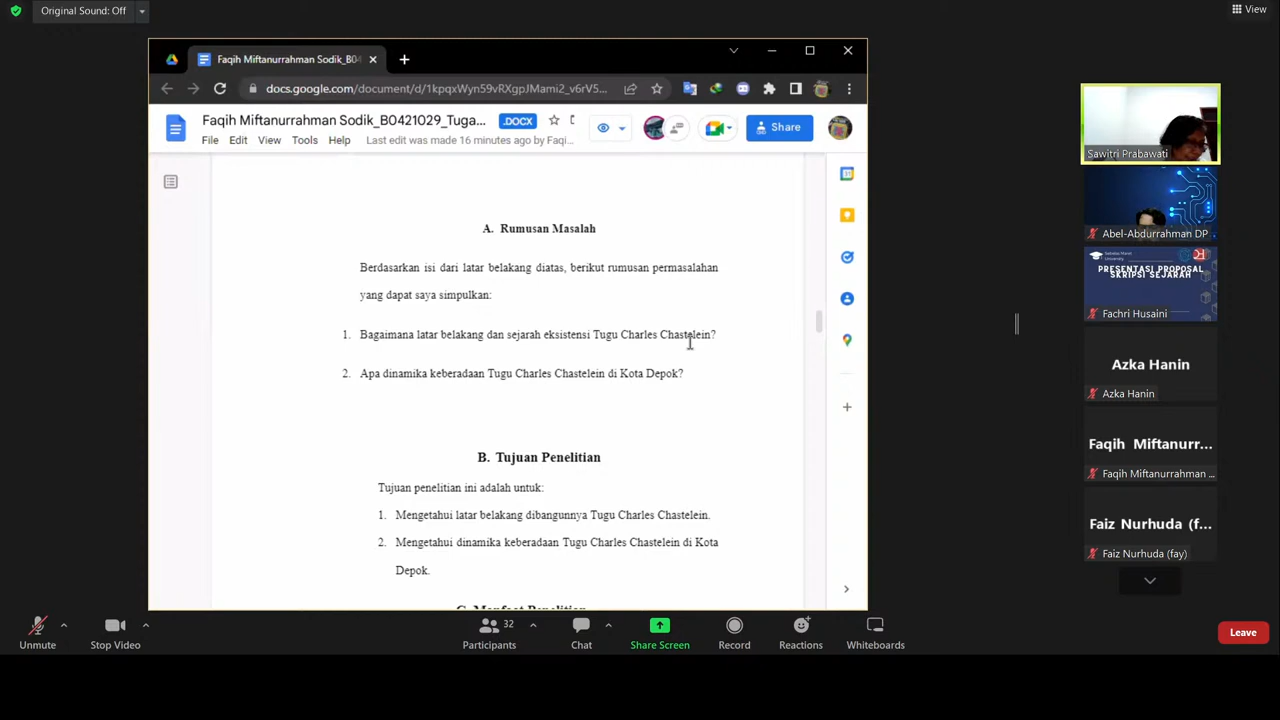 Original Sound: Off
View
Faqih Miftanurrahman Sodik_B04
docs.google.com/document/d/1kpqxWyn59vRXgpJMami2_v6rV5...
Faqih Miftanurrahman Sodik_B0421029_Tuga...
.DOCX
Share
File Edit View Tools Help
Last edit was made 16 minutes ago by Faqi...
A. Rumusan Masalah
Berdasarkan isi dari latar belakang diatas, berikut rumusan permasalahan
yang dapat saya simpulkan:
1. Bagaimana latar belakang dan sejarah eksistensi Tugu Charles Chastelein?
2. Apa dinamika keberadaan Tugu Charles Chastelein di Kota Depok?
B. Tujuan Penelitian
Tujuan penelitian ini adalah untuk:
1. Mengetahui latar belakang dibangunnya Tugu Charles Chastelein.
2. Mengetahui dinamika keberadaan Tugu Charles Chastelein di Kota
Depok.
C. Manfaat Penelitian
Sawitri Prabawati
Abel-Abdurrahman DP
PRESENTASI PROPOSAL
SKRIPSI SEJARAH
Fachri Husaini
Azka Hanin
Azka Hanin
Faqih Miftanurr...
Faqih Miftanurrahman ...
Faiz Nurhuda (f...
Faiz Nurhuda (fay)
Unmute
Stop Video
Participants
32
Chat
Share Screen
Record
Reactions
Whiteboards
Leave